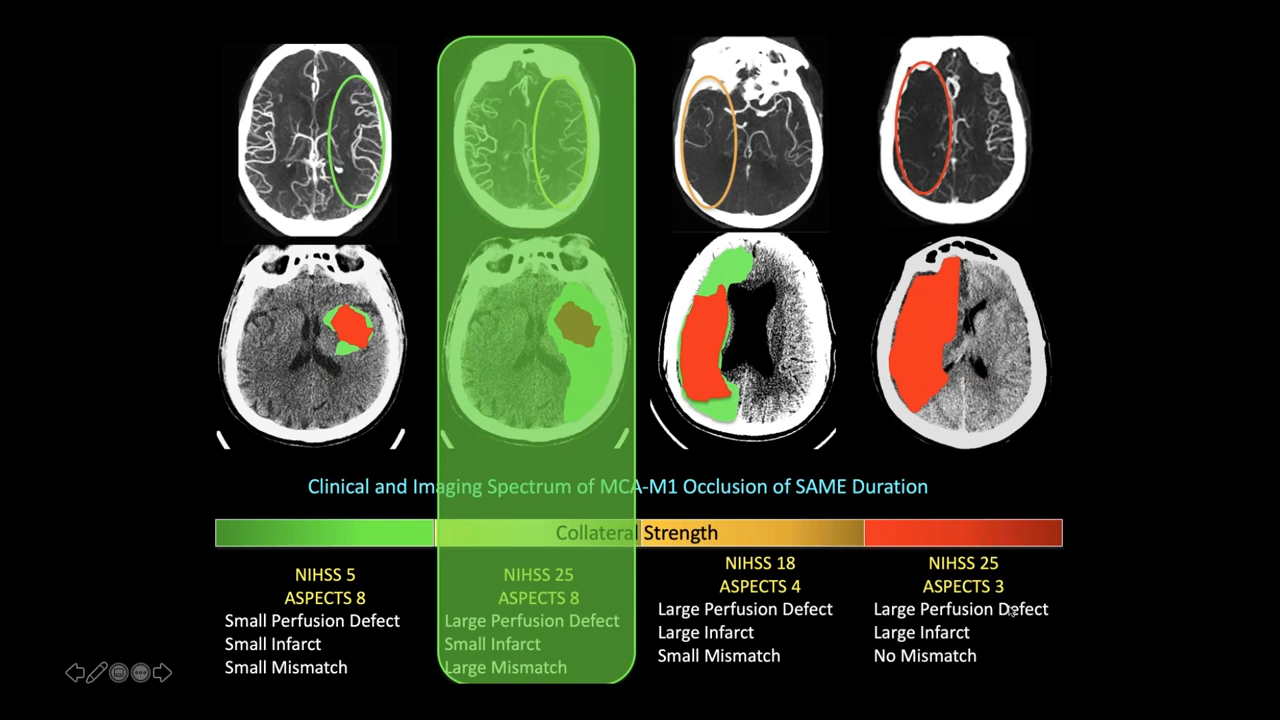 Clinical and Imaging Spectrum of MCA-M1 Occlusion of SAME Duration
Collateral Strength
NIHSS 5
ASPECTS 8
Small Perfusion Defect
Small Infarct
Small Mismatch
NIHSS 25
ASPECTS 8
Large Perfusion Defect
Small Infarct
Large Mismatch
NIHSS 18
ASPECTS 4
Large Perfusion Defect
Large Infarct
Small Mismatch
NIHSS 25
ASPECTS 3
Large Perfusion Defect
Large Infarct
No Mismatch